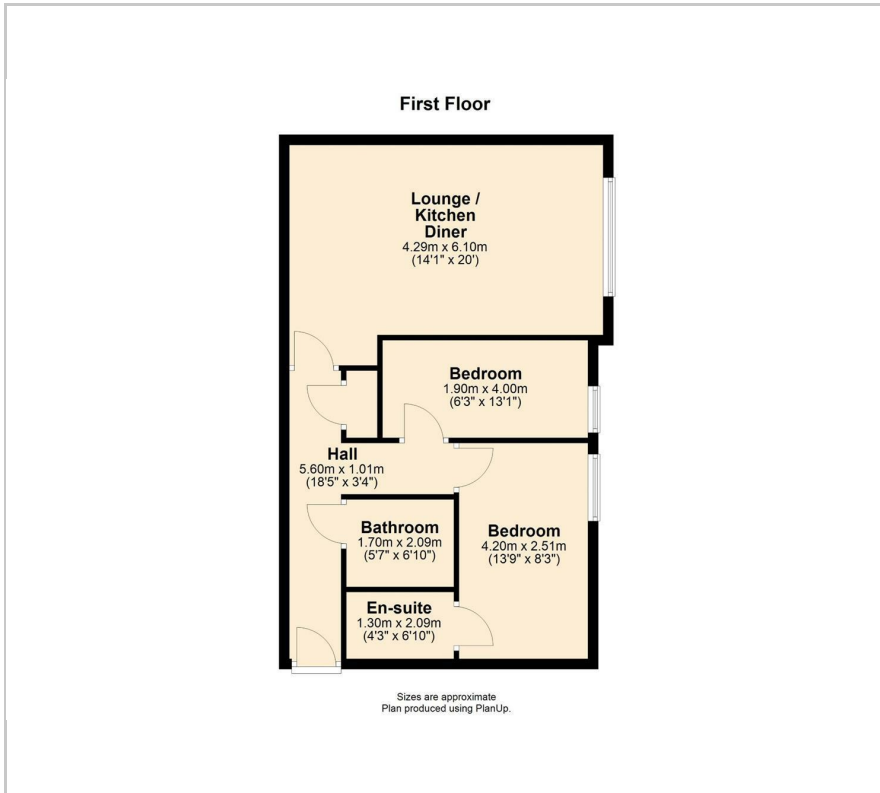 First Floor
Lounge /
Kitchen
Diner
4.29m x 6.10m
(14'1" x 20')
Bedroom
1.90m x 4.00m
(6'3" x 13'1")
Hall
5.60m x 1.01m
(18'5" x 3'4")
Bathroom
1.70m x 2.09m
(5'7" x 6'10")
Bedroom
4.20m x 2.51m
(13'9" x 8'3")
En-suite
1.30m x 2.09m
(4'3" x 6'10")
Sizes are approximate
Plan produced using PlanUp.